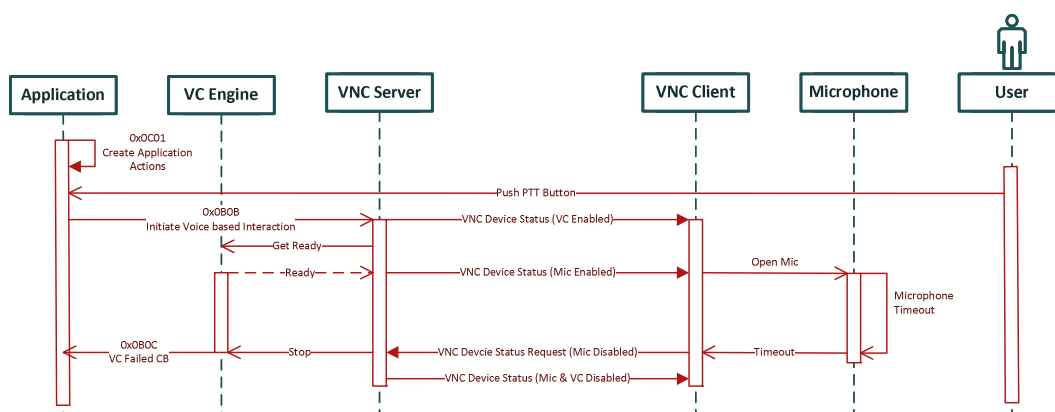 Application
VC Engine
VNC Server
VNC Client
Microphone
User
0x0C01
Create Application
Actions
Push PTT Button
0x0B0B
Initiate Voice based Interaction
VNC Device Status (VC Enabled)
Get Ready
Ready
VNC Device Status (Mic Enabled)
Open Mic
Microphone
Timeout
0x0B0C
VC Failed CB
Stop
VNC Devcie Status Request (Mic Disabled)
Timeout
VNC Device Status (Mic & VC Disabled)